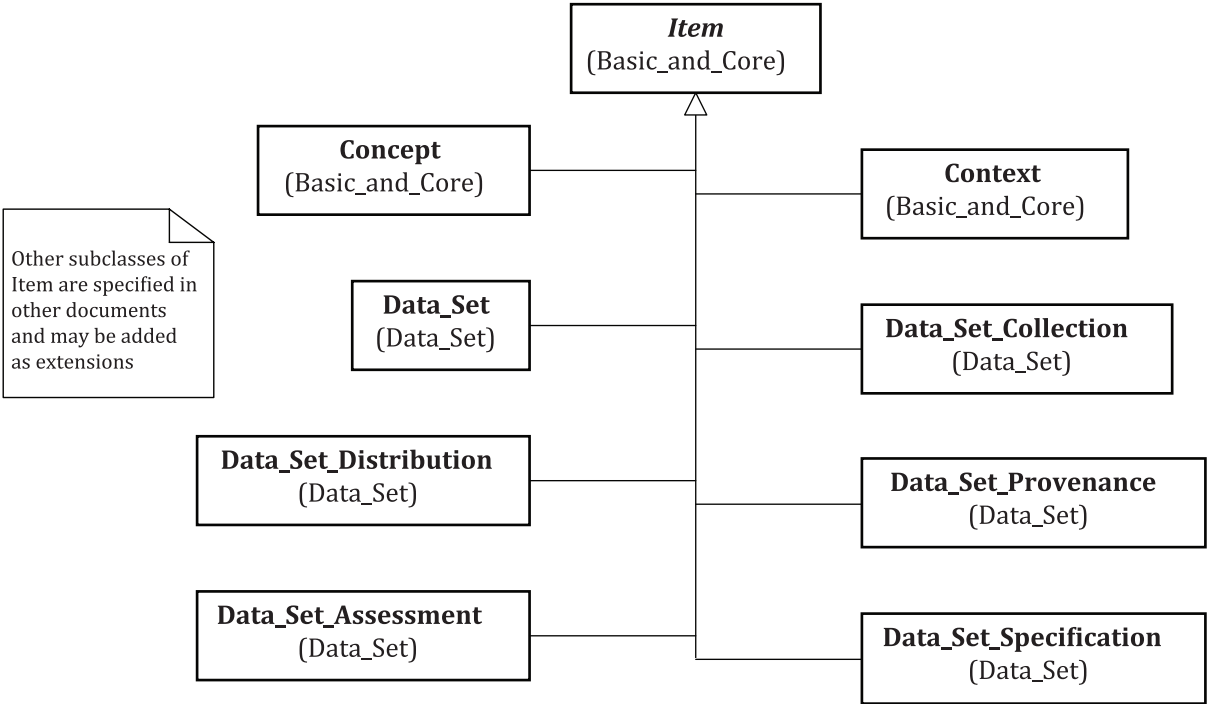 Item
(Basic_and_Core)
Concept
(Basic_and_Core)
Context
(Basic_and_Core)
Other subclasses of
Item are specified in
other documents
and may be added
as extensions
Data_Set
(Data_Set)
Data_Set_Collection
(Data_Set)
Data_Set_Distribution
(Data_Set)
Data_Set_Provenance
(Data_Set)
Data_Set_Assessment
(Data_Set)
Data_Set_Specification
(Data_Set)